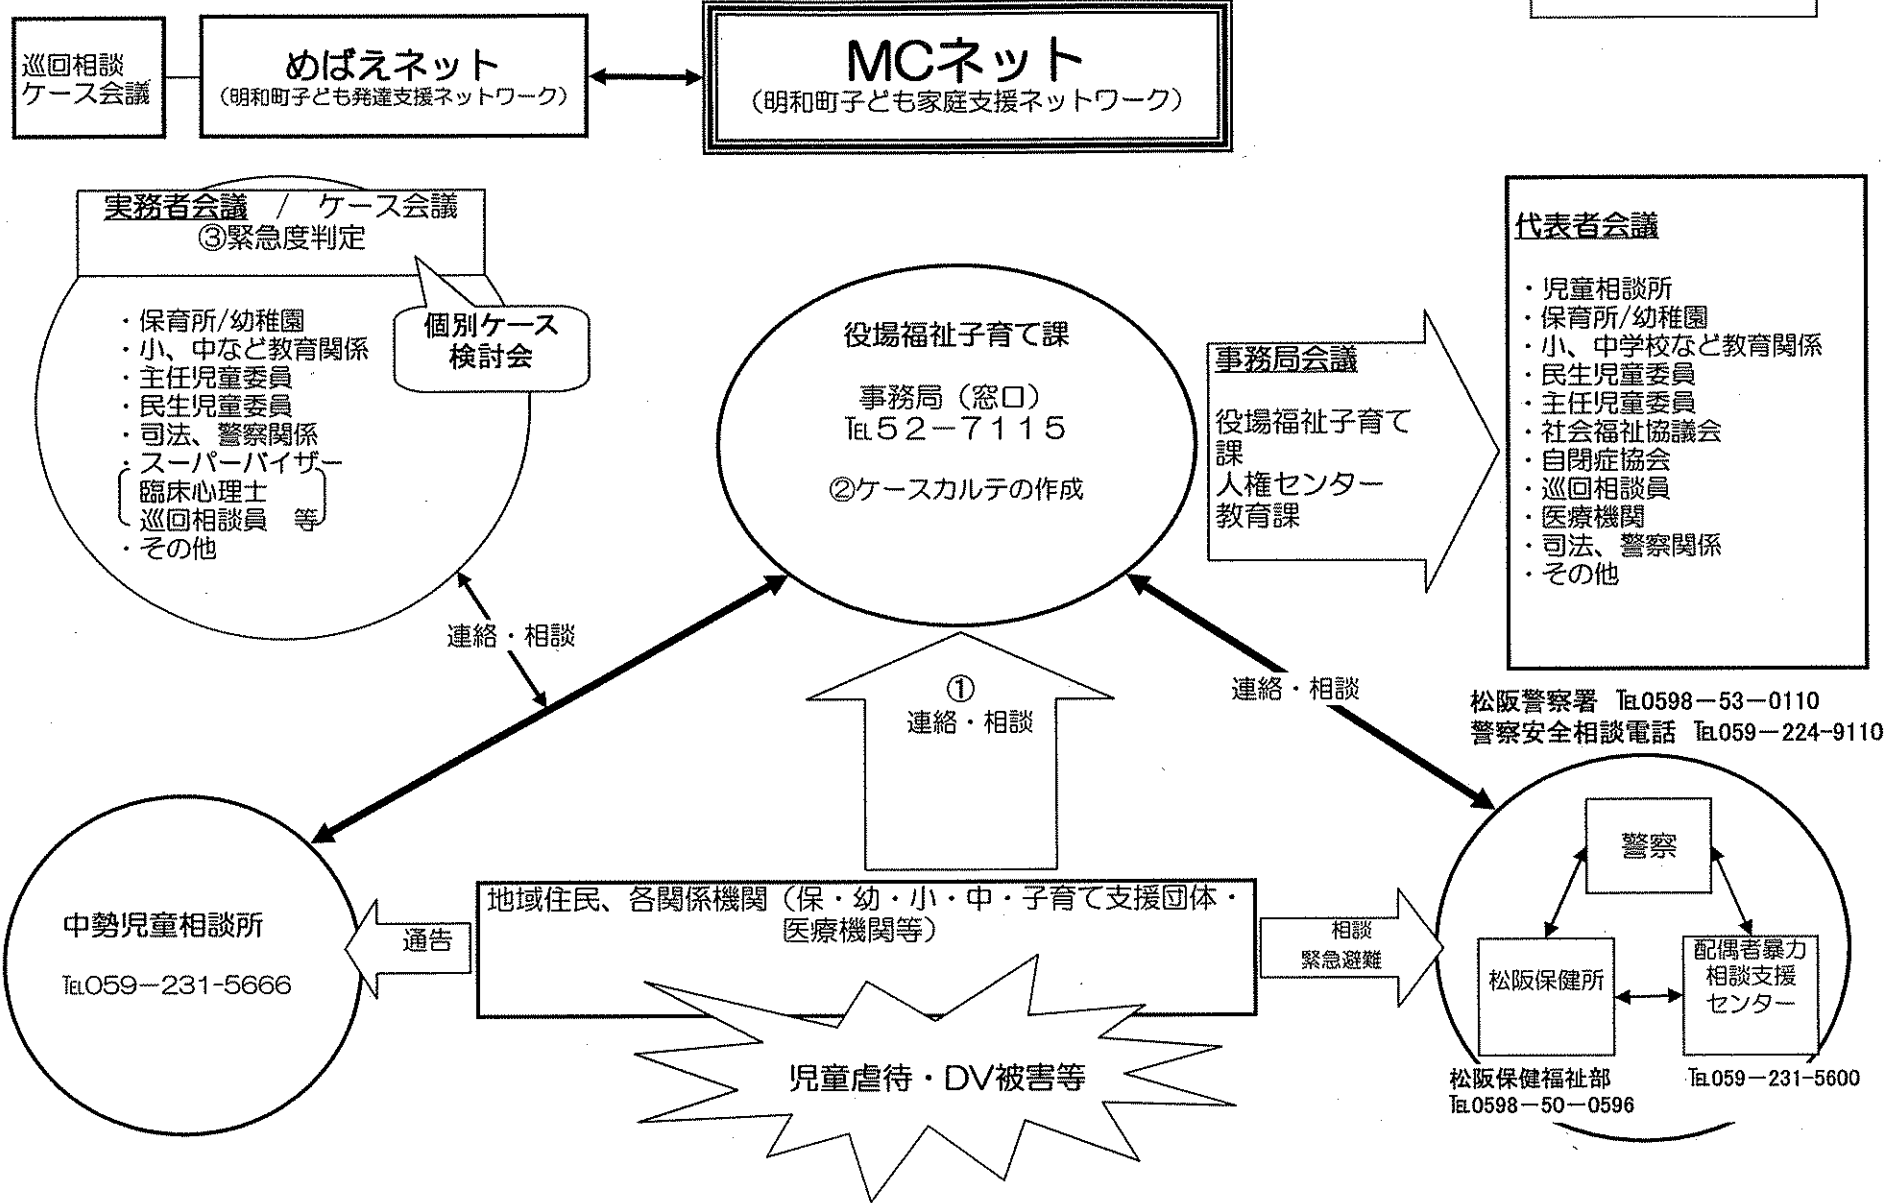 巡回相談
ケース会議
めばえネット
（明和町子ども発達支援ネットワーク）
MCネット
（明和町子ども家庭支援ネットワーク）
実務者会議 / ケース会議
③緊急度判定
・保育所/幼稚園
・小、中など教育関係
・主任児童委員
・民生児童委員
・司法、警察関係
・スーパーバイザー
臨床心理士
巡回相談員 等
・その他
個別ケース
検討会
役場福祉子育て課
事務局（窓口）
℡５２－７１１５
②ケースカルテの作成
事務局会議
役場福祉子育て
課
人権センター
教育課
代表者会議
・児童相談所
・保育所/幼稚園
・小、中学校など教育関係
・民生児童委員
・主任児童委員
・社会福祉協議会
・自閉症協会
・巡回相談員
・医療機関
・司法、警察関係
・その他
連絡・相談
①
連絡・相談
連絡・相談
松阪警察署 ℡0598－53－0110
警察安全相談電話 ℡059－224-9110
中勢児童相談所
℡059－231-5666
通告
地域住民、各関係機関（保・幼・小・中・子育て支援団体・
医療機関等）
相談
緊急避難
児童虐待・DV被害等
警察
松阪保健所
配偶者暴力
相談支援
センター
松阪保健福祉部
℡0598－50－0596
℡059－231-5600